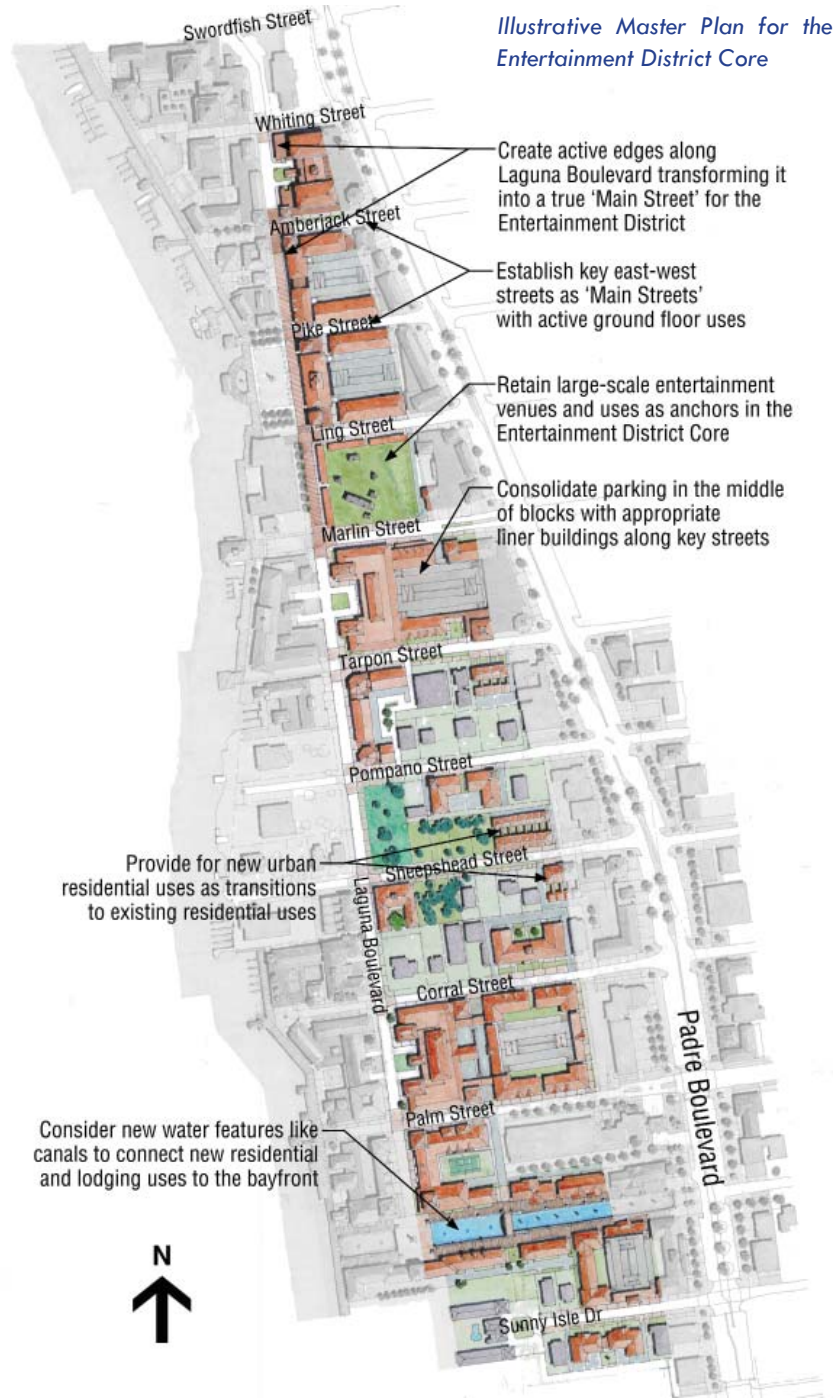 Illustrative Master Plan for the
Entertainment District Core
Swordfish Street
Whiting Street
Create active edges along
Laguna Boulevard transforming it
into a true 'Main Street' for the
Entertainment District
Amberjack Street
Establish key east-west
streets as 'Main Streets'
with active ground floor uses
Pike Street
Retain large-scale entertainment
venues and uses as anchors in the
Entertainment District Core
Ling Street
Consolidate parking in the middle
of blocks with appropriate
liner buildings along key streets
Marlin Street
Tarpon Street
Pompano Street
Provide for new urban
residential uses as transitions
to existing residential uses
Sheepshead Street
Laguna Boulevard
Corral Street
Padre Boulevard
Palm Street
Consider new water features like
canals to connect new residential
and lodging uses to the bayfront
N
Sunny Isle Dr